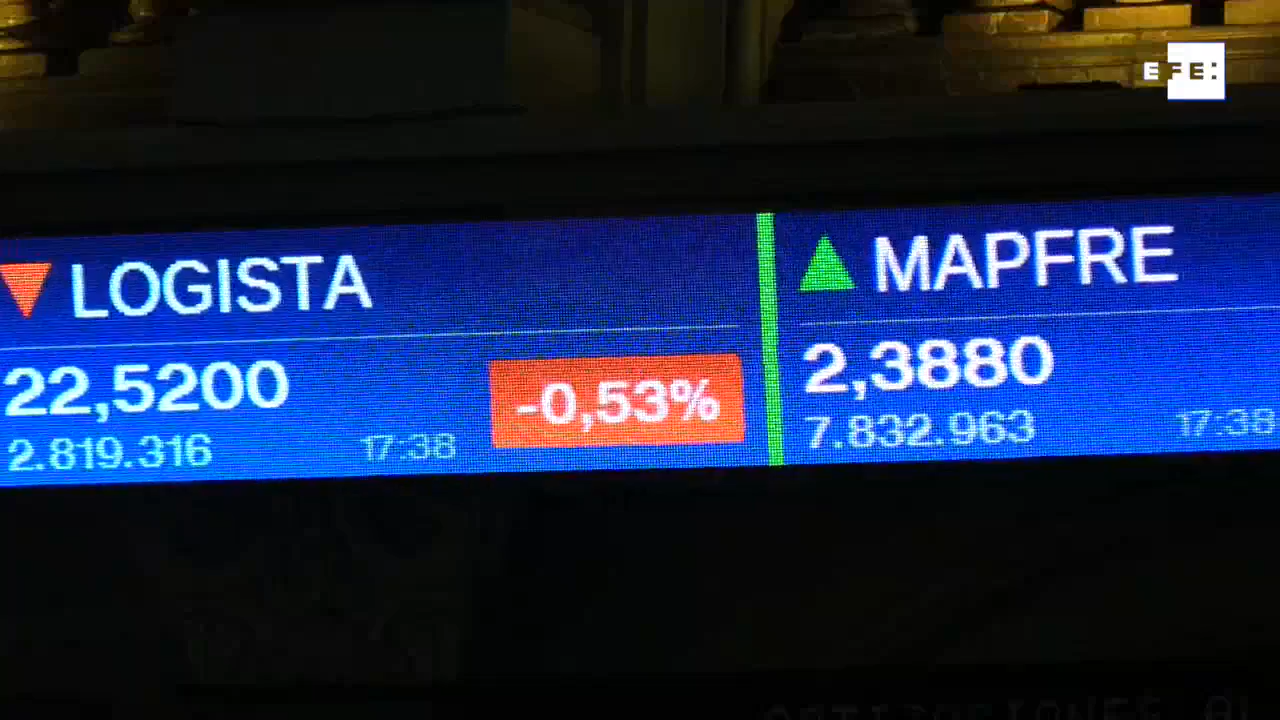 EFE:
LOGISTA
22,5200
-0,53%
2.819.316
17:38
MAPFRE
2,3880
7.832.963
17:38